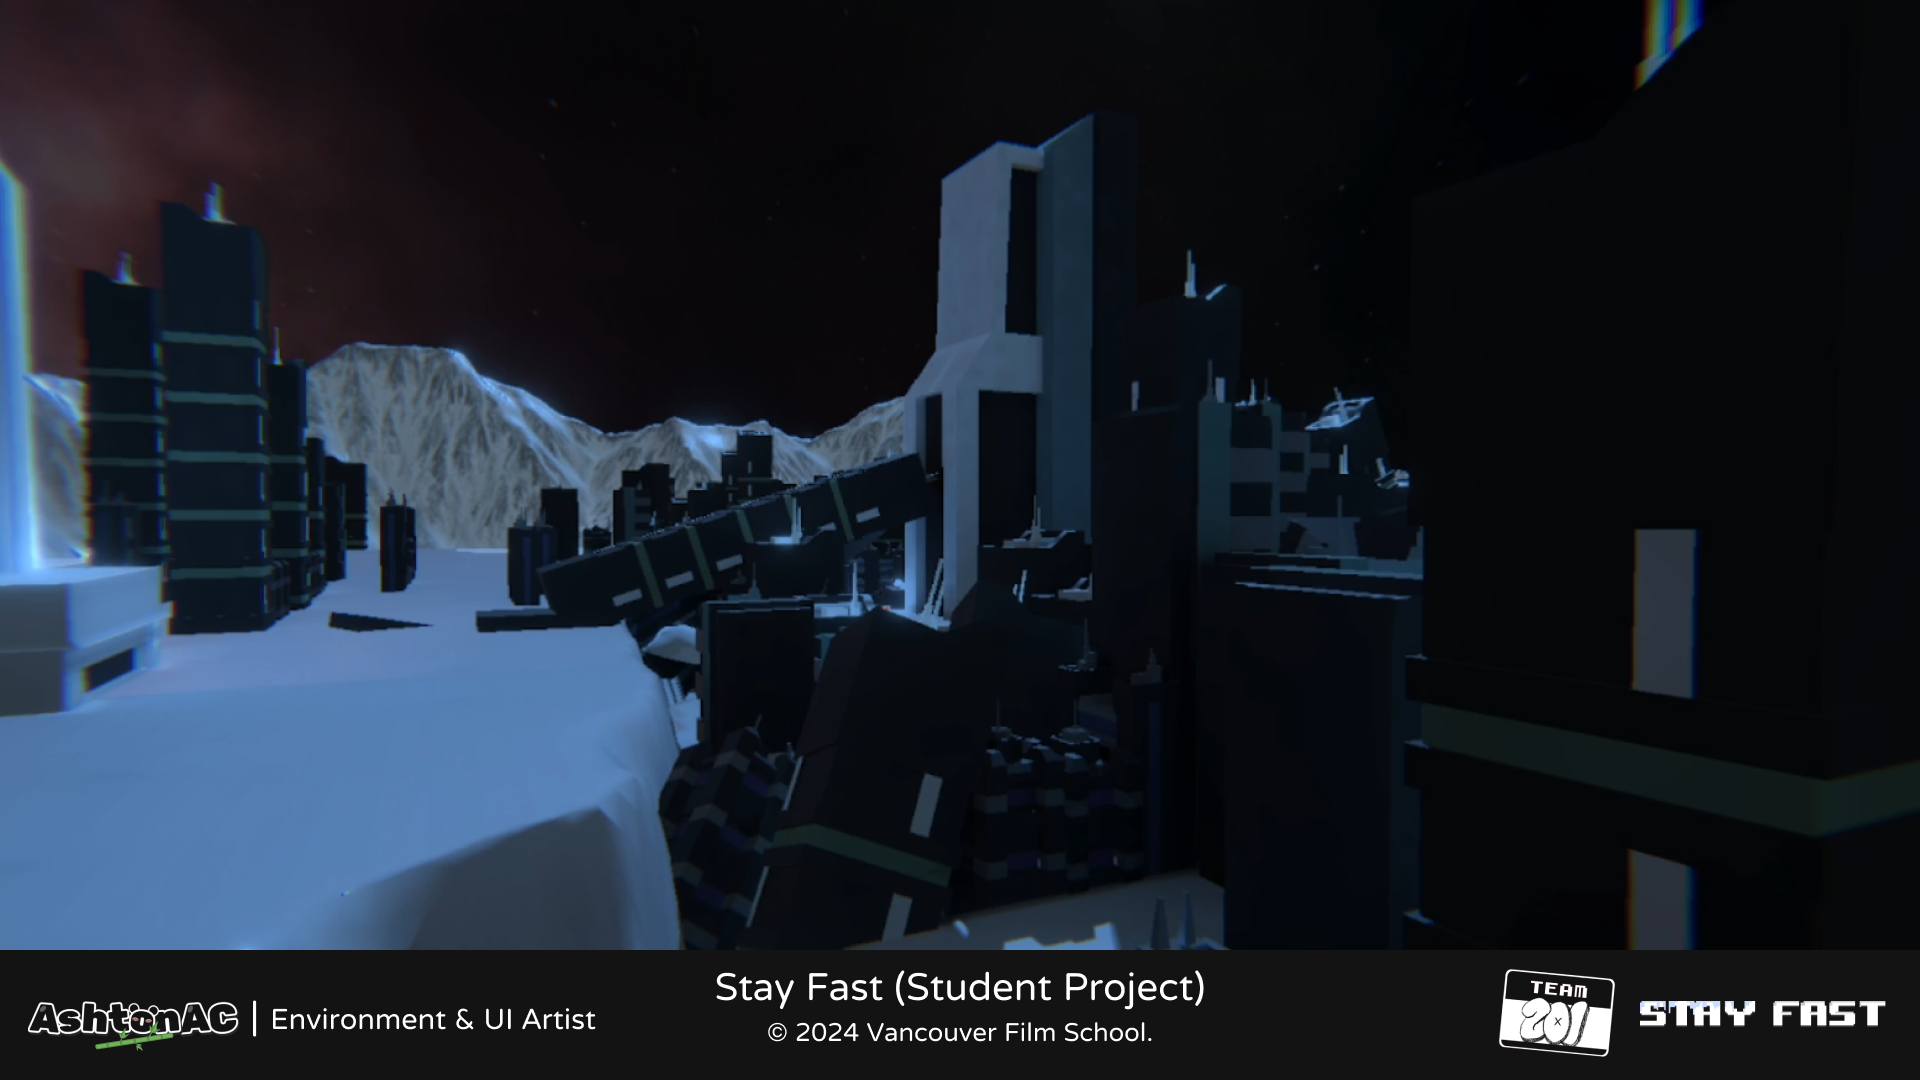 AshtonAC | Environment & UI Artist
Stay Fast (Student Project)
© 2024 Vancouver Film School.
TEAM
201
STAY FAST